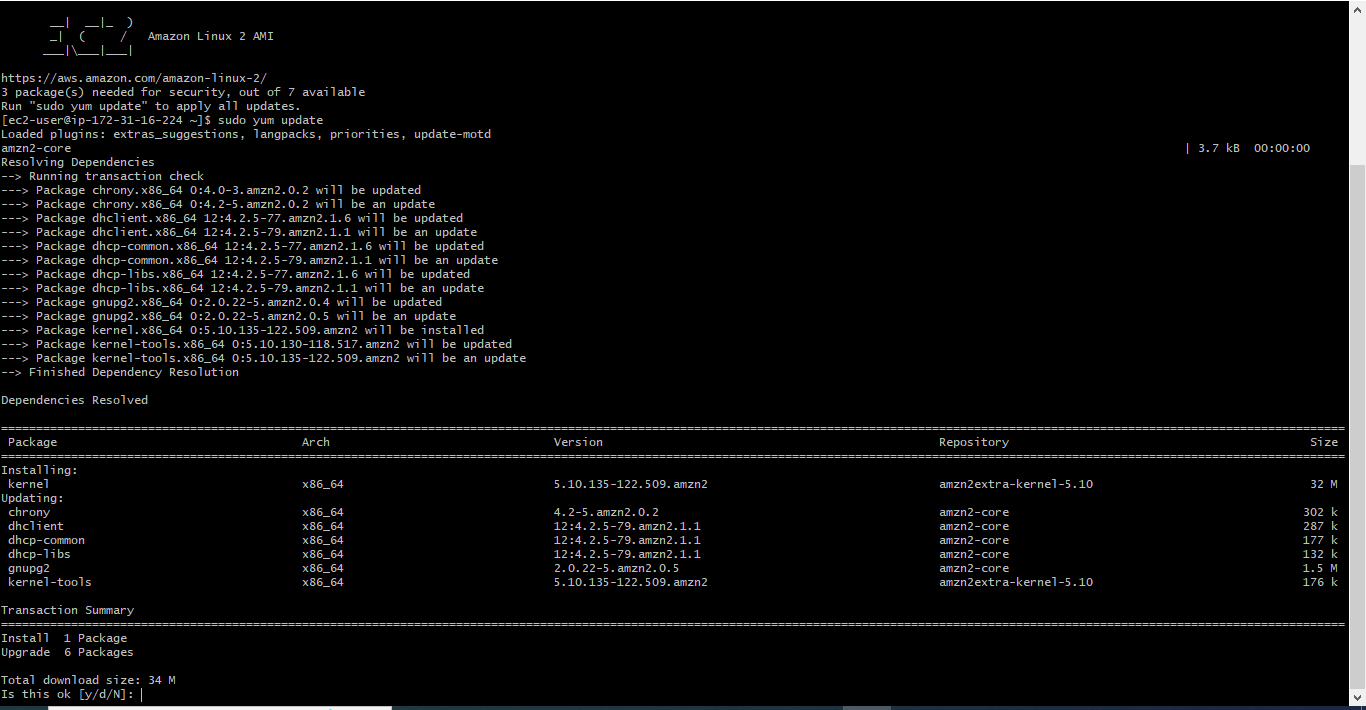 __|  __|_  )
       _|  (     /   Amazon Linux 2 AMI
      ___|\___|___|
https://aws.amazon.com/amazon-linux-2/
3 package(s) needed for security, out of 7 available
Run "sudo yum update" to apply all updates.
[ec2-user@ip-172-31-16-224 ~]$ sudo yum update
Loaded plugins: extras_suggestions, langpacks, priorities, update-motd
amzn2-core | 3.7 kB  00:00:00
Resolving Dependencies
--> Running transaction check
---> Package chrony.x86_64 0:4.0-3.amzn2.0.2 will be updated
---> Package chrony.x86_64 0:4.2-5.amzn2.0.2 will be an update
---> Package dhclient.x86_64 12:4.2.5-77.amzn2.1.6 will be updated
---> Package dhclient.x86_64 12:4.2.5-79.amzn2.1.1 will be an update
---> Package dhcp-common.x86_64 12:4.2.5-77.amzn2.1.6 will be updated
---> Package dhcp-common.x86_64 12:4.2.5-79.amzn2.1.1 will be an update
---> Package dhcp-libs.x86_64 12:4.2.5-77.amzn2.1.6 will be updated
---> Package dhcp-libs.x86_64 12:4.2.5-79.amzn2.1.1 will be an update
---> Package gnupg2.x86_64 0:2.0.22-5.amzn2.0.4 will be updated
---> Package gnupg2.x86_64 0:2.0.22-5.amzn2.0.5 will be an update
---> Package kernel.x86_64 0:5.10.135-122.509.amzn2 will be installed
---> Package kernel-tools.x86_64 0:5.10.130-118.517.amzn2 will be updated
---> Package kernel-tools.x86_64 0:5.10.135-122.509.amzn2 will be an update
--> Finished Dependency Resolution
Dependencies Resolved
Package Arch Version Repository Size
Installing:
kernel x86_64 5.10.135-122.509.amzn2 amzn2extra-kernel-5.10 32 M
Updating:
chrony x86_64 4.2-5.amzn2.0.2 amzn2-core 302 k
dhclient x86_64 12:4.2.5-79.amzn2.1.1 amzn2-core 287 k
dhcp-common x86_64 12:4.2.5-79.amzn2.1.1 amzn2-core 177 k
dhcp-libs x86_64 12:4.2.5-79.amzn2.1.1 amzn2-core 132 k
gnupg2 x86_64 2.0.22-5.amzn2.0.5 amzn2-core 1.5 M
kernel-tools x86_64 5.10.135-122.509.amzn2 amzn2extra-kernel-5.10 176 k
Transaction Summary
Install  1 Package
Upgrade  6 Packages
Total download size: 34 M
Is this ok [y/d/N]: